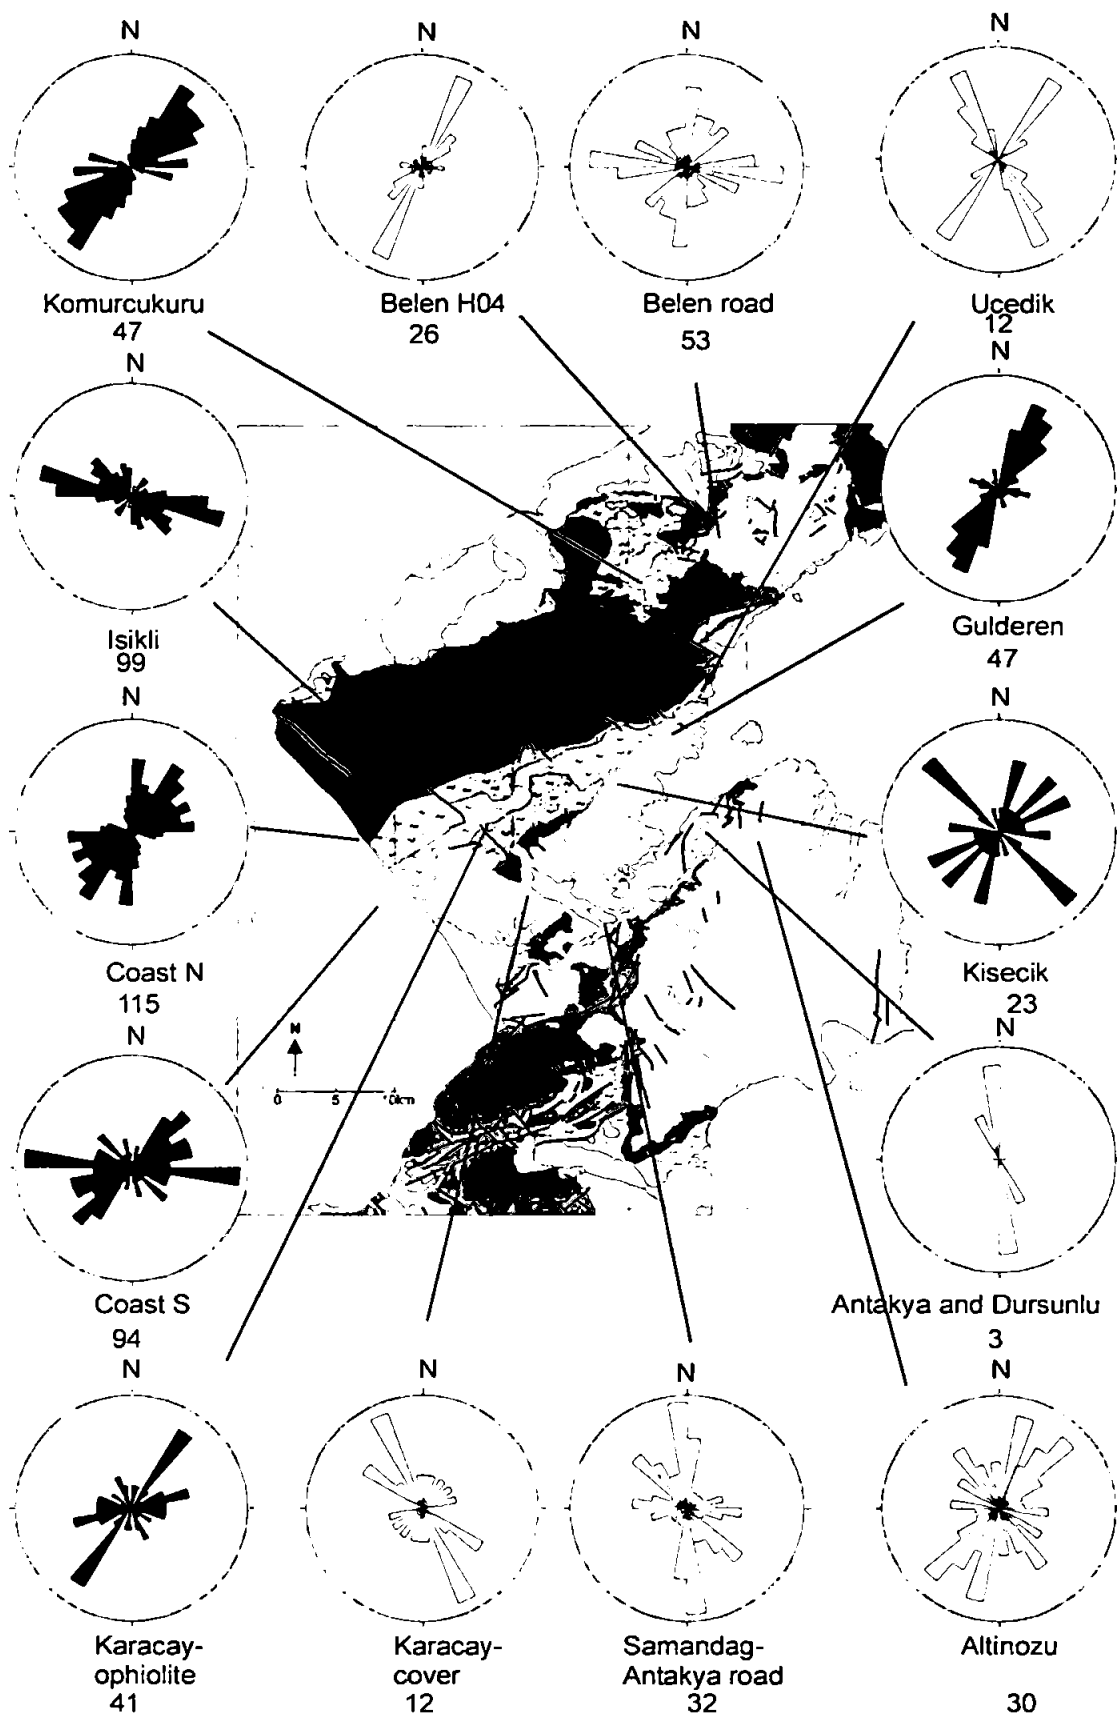 N
N
N
N
Komurcukuru
47
Belen H04
26
Belen road
53
Ucedik
12
N
N
Isikli
99
Gulderen
47
N
N
Coast N
115
Kisecik
23
N
N
N
0 5 10km
Coast S
94
Antakya and Dursunlu
3
N
N
N
N
Karacay-
ophiolite
41
Karacay-
cover
12
Samandag-
Antakya road
32
Altinozu
30